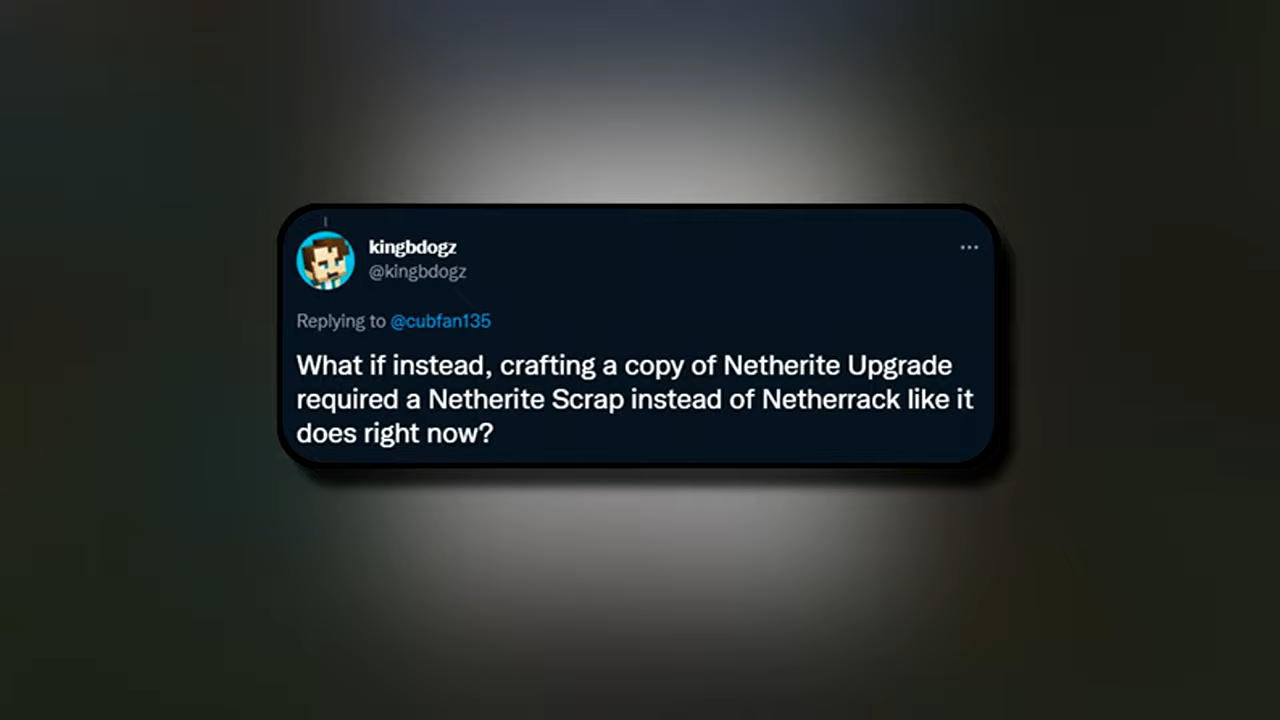 kingbdogz
@kingbdogz
Replying to @cubfan135
What if instead, crafting a copy of Netherite Upgrade
required a Netherite Scrap instead of Netherrack like it
does right now?